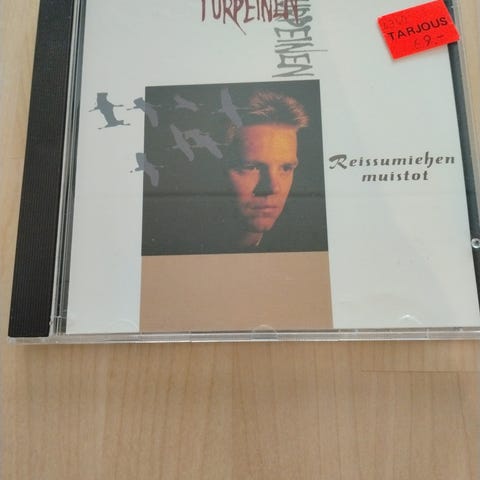 TURPEINEN
TARJOUS
69.-
Reissumiehen
muistot